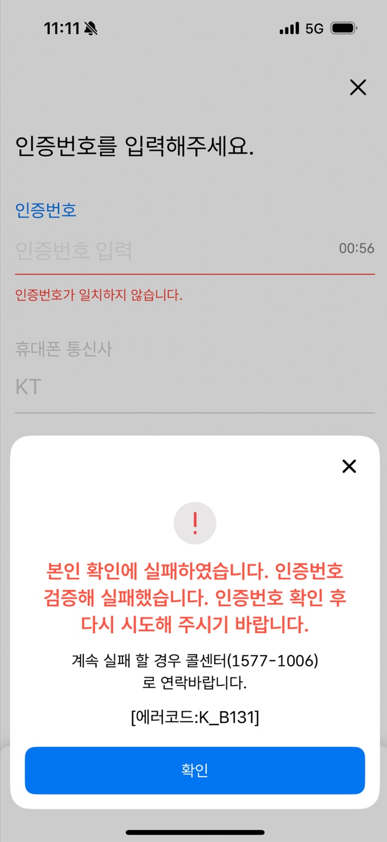 11:11
5G
인증번호를 입력해주세요.
인증번호
인증번호 입력
00:56
인증번호가 일치하지 않습니다.
휴대폰 통신사
KT
본인 확인에 실패하였습니다. 인증번호
검증해 실패했습니다. 인증번호 확인 후
다시 시도해 주시기 바랍니다.
계속 실패 할 경우 콜센터(1577-1006)
로 연락바랍니다.
[에러코드:K_B131]
확인